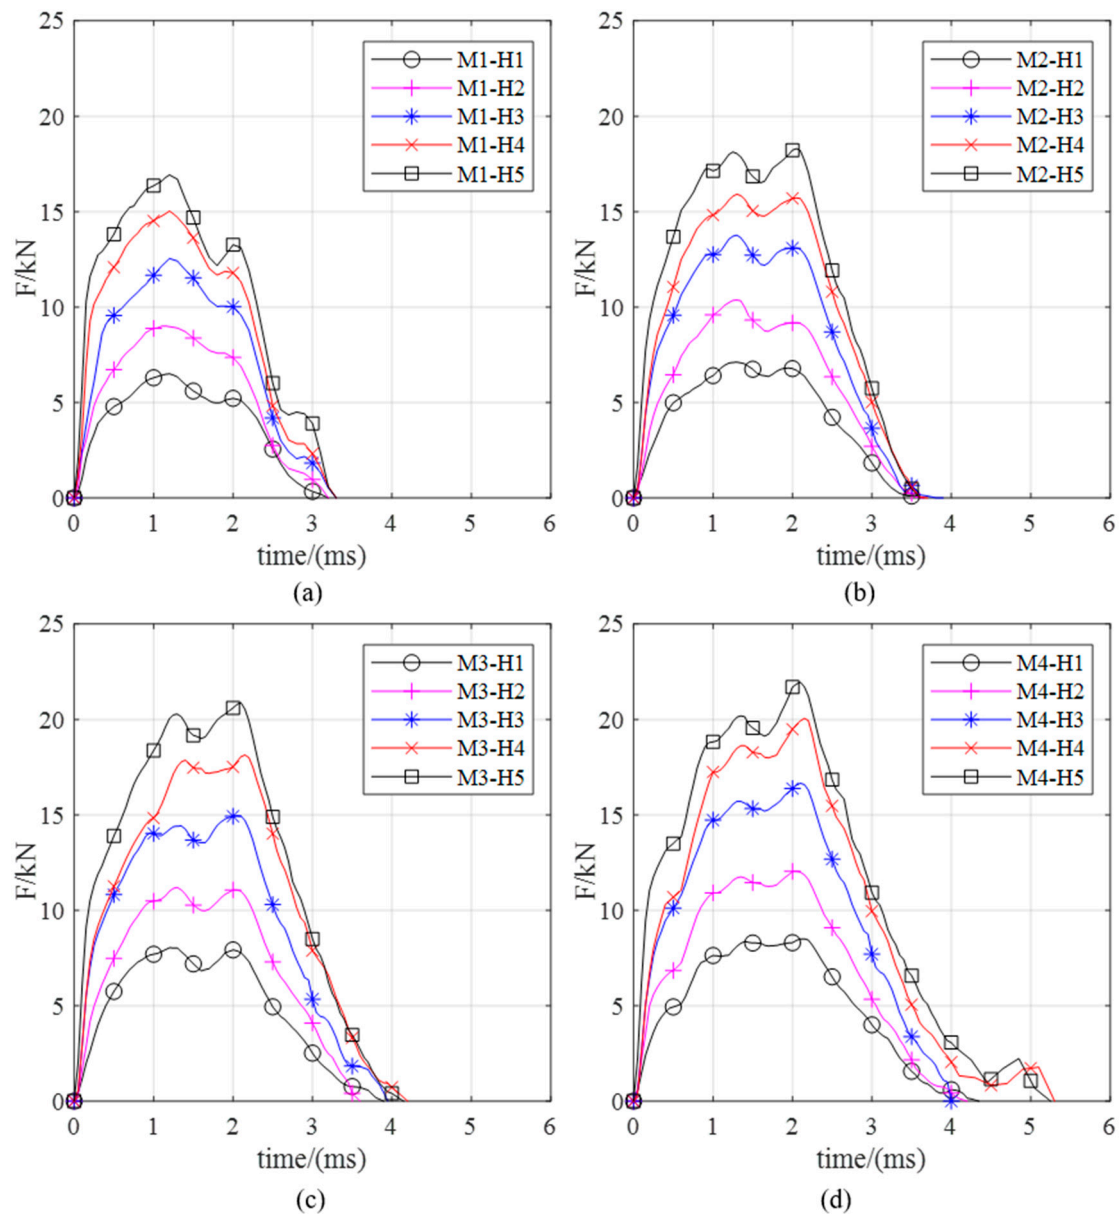 25
20
15
10
5
0
F/kN
M1-H1
M1-H2
M1-H3
M1-H4
M1-H5
0 1 2 3 4 5 6
time/(ms)
(a)
25
20
15
10
5
0
F/kN
M2-H1
M2-H2
M2-H3
M2-H4
M2-H5
0 1 2 3 4 5 6
time/(ms)
(b)
25
20
15
10
5
0
F/kN
M3-H1
M3-H2
M3-H3
M3-H4
M3-H5
0 1 2 3 4 5 6
time/(ms)
(c)
25
20
15
10
5
0
F/kN
M4-H1
M4-H2
M4-H3
M4-H4
M4-H5
0 1 2 3 4 5 6
time/(ms)
(d)